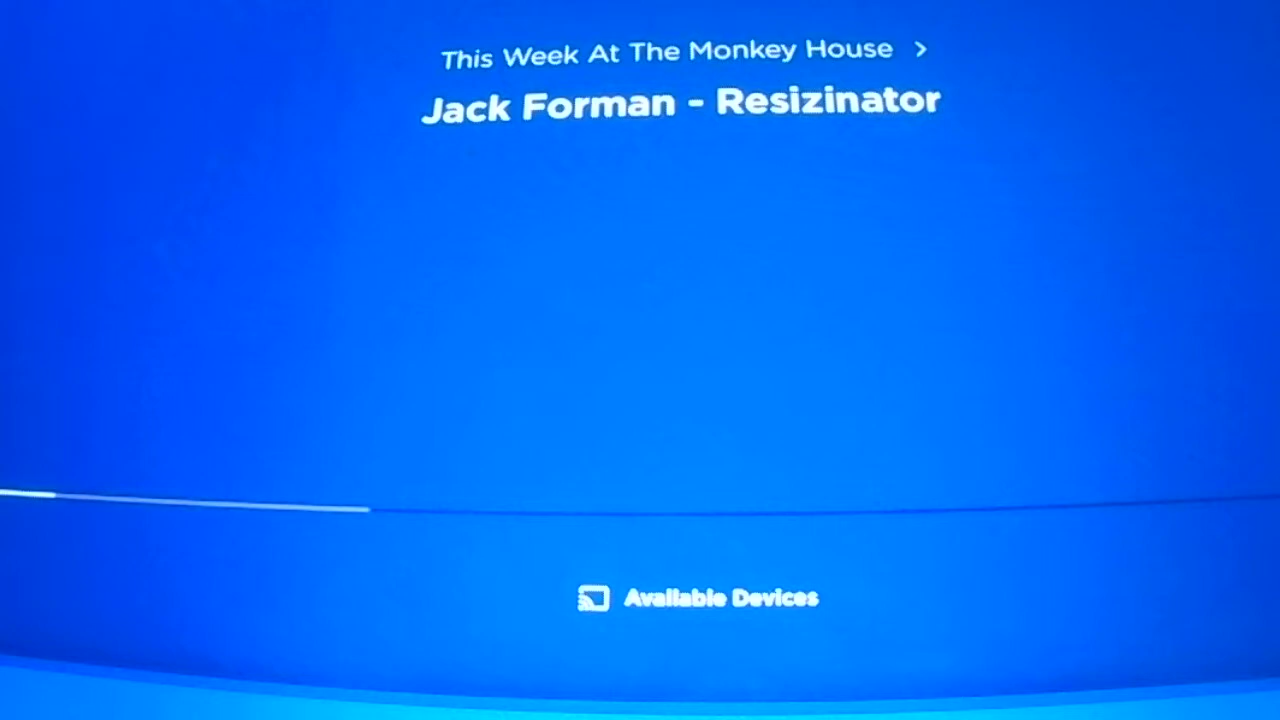 This Week At The Monkey House >
Jack Forman - Resizinator
Available Devices